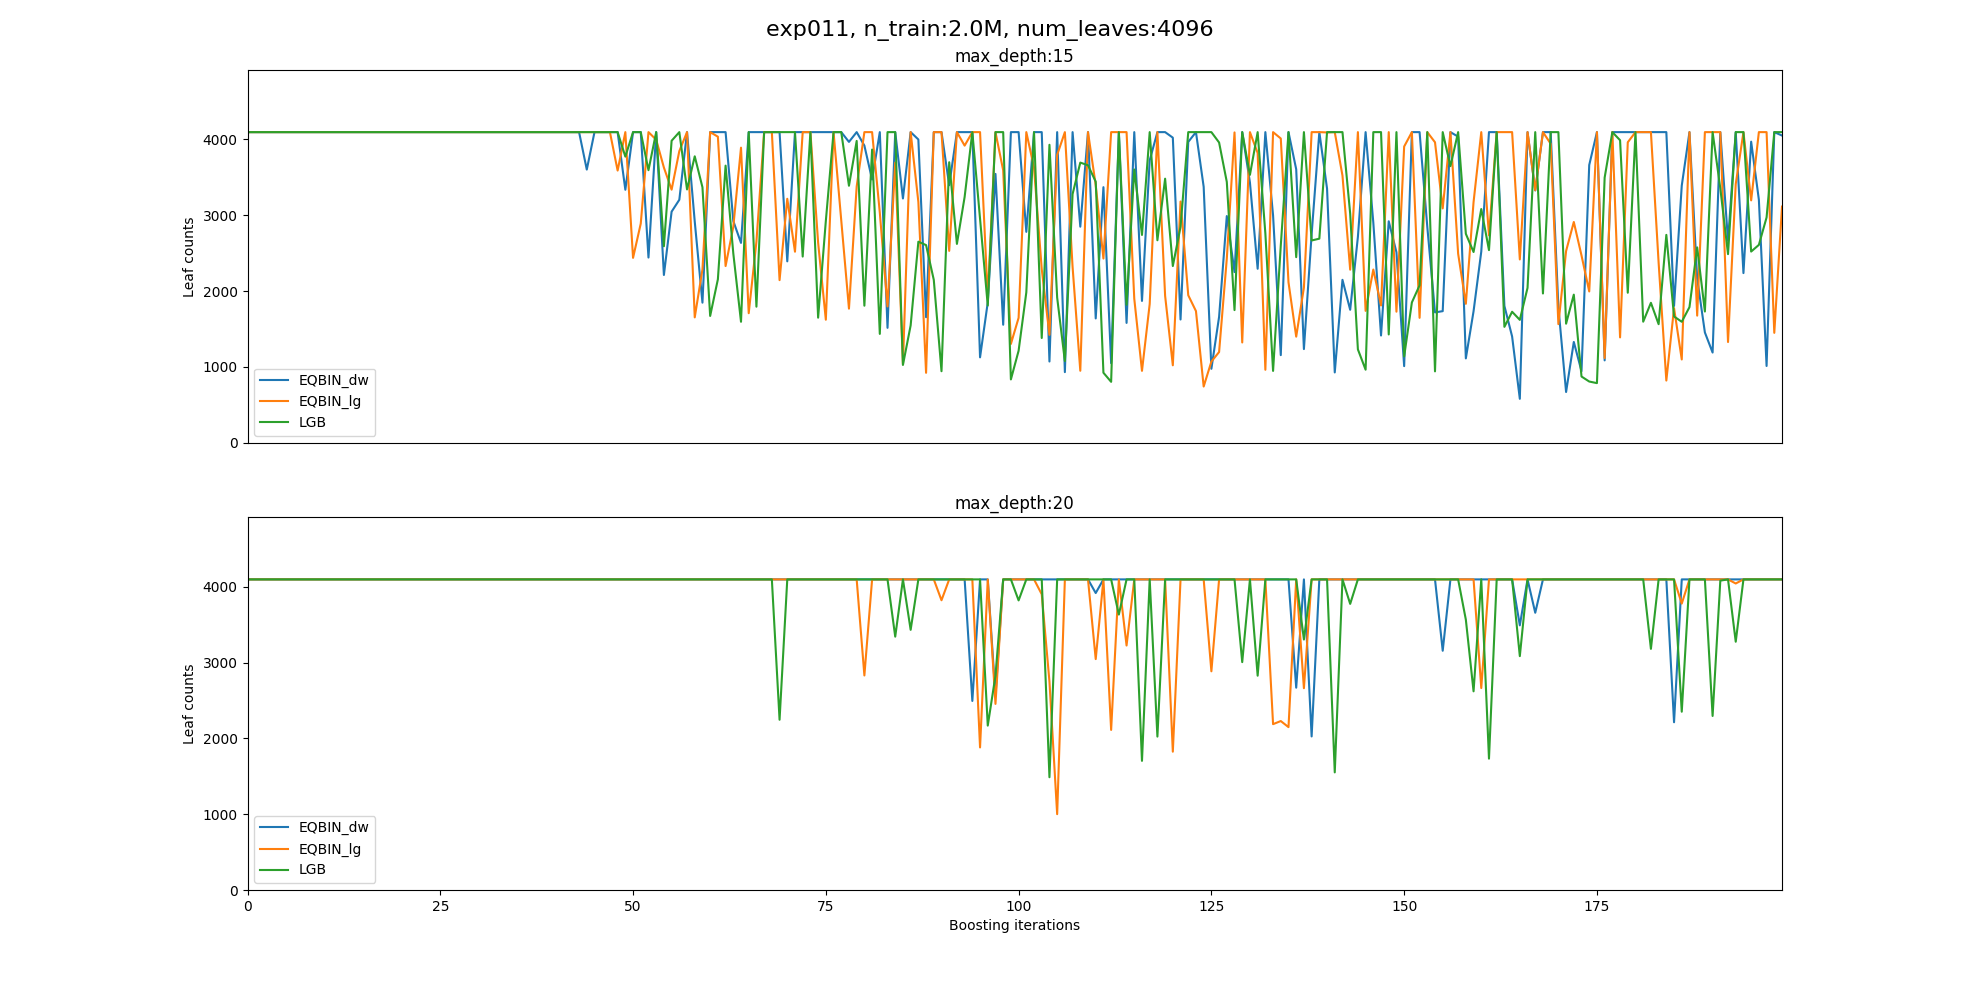 exp011, n_train:2.0M, num_leaves:4096
max_depth:15
4000
3000
2000
1000
0
Leaf counts
EQBIN_dw
EQBIN_lg
LGB
max_depth:20
4000
3000
2000
1000
0
Leaf counts
EQBIN_dw
EQBIN_lg
LGB
0 25 50 75 100 125 150 175
Boosting iterations